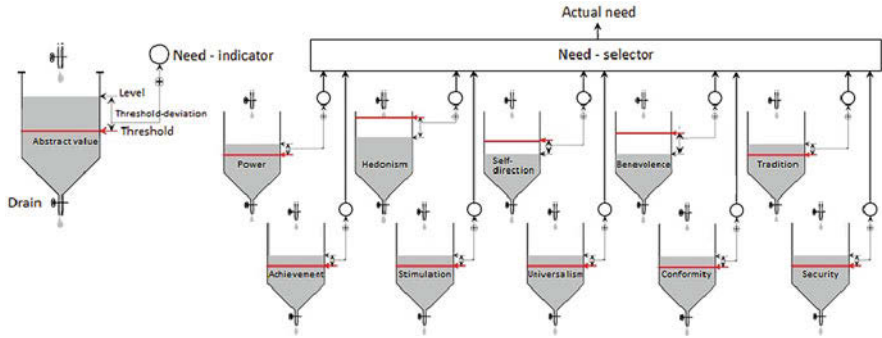 Actual need
Need - indicator
Need - selector
Level
Threshold-deviation
Threshold
Abstract value
Drain
Power
Hedonism
Self-
direction
Benevolence
Tradition
Achievement
Stimulation
Universalism
Conformity
Security